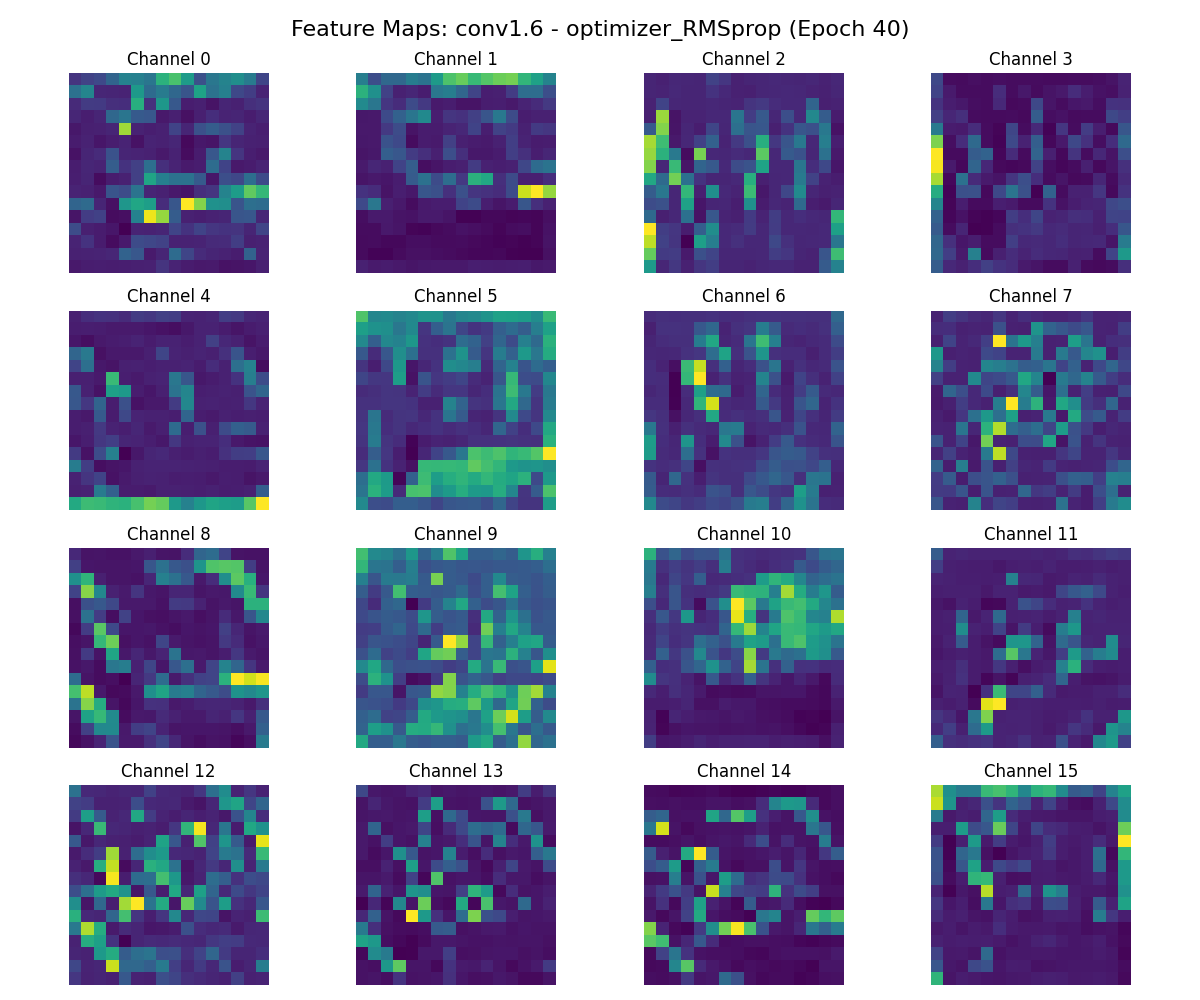 Feature Maps: conv1.6 - optimizer_RMSprop (Epoch 40)
Channel 0 Channel 1 Channel 2 Channel 3
Channel 4 Channel 5 Channel 6 Channel 7
Channel 8 Channel 9 Channel 10 Channel 11
Channel 12 Channel 13 Channel 14 Channel 15